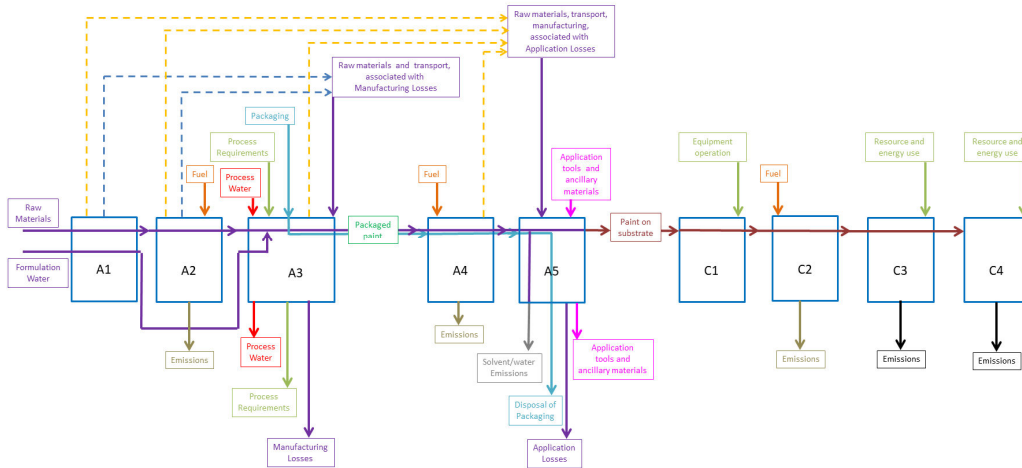 Raw materials, transport,
manufacturing,
associated with
Application Losses
Raw materials  and  transport,
associated with
Manufacturing Losses
Packaging
Process
Requirements
Equipment
operation
Resource and
energy use
Resource and
energy use
Application
tools  and
ancillary
materials
Fuel
Process
Water
Fuel
Fuel
Raw
Materials
Packaged
paint
Paint on
substrate
Formulation
Water
A1
A2
A3
A4
A5
C1
C2
C3
C4
Emissions
Process
Water
Emissions
Solvent/water
Emissions
Application
tools and
ancillary materials
Emissions
Emissions
Emissions
Process
Requirements
Disposal of
Packaging
Manufacturing
Losses
Application
Losses